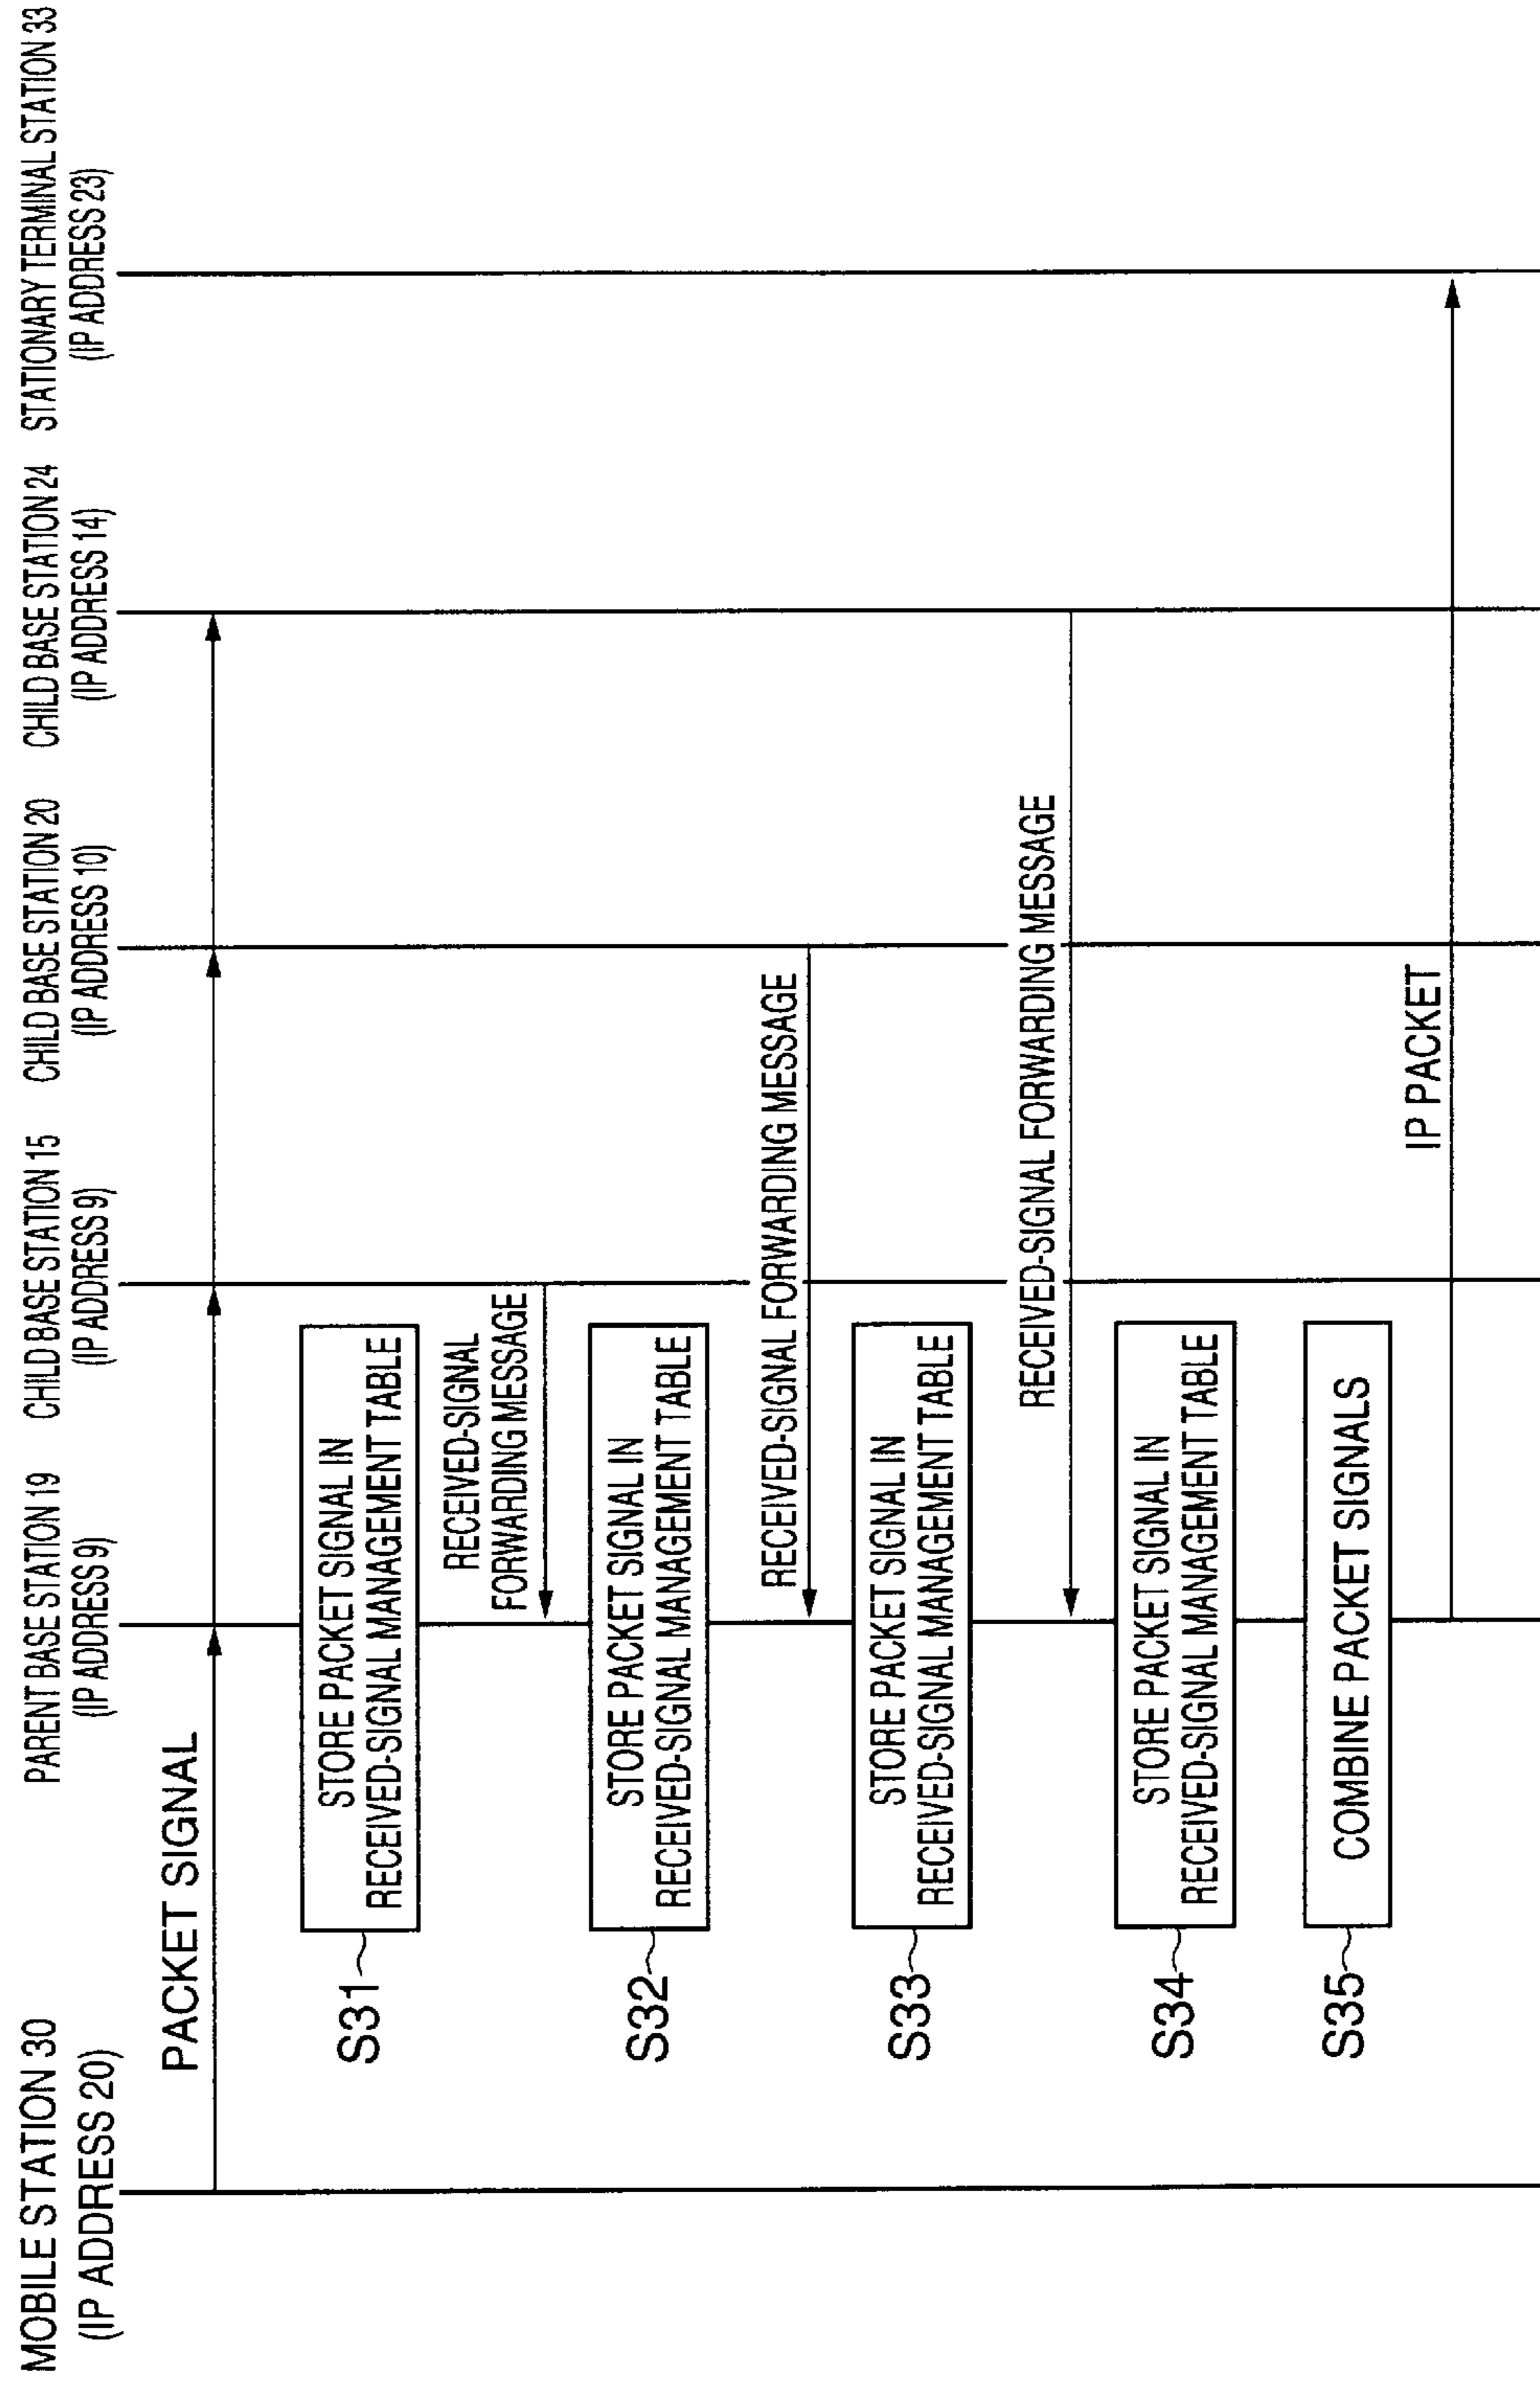 MOBILE STATION 30
(IP ADDRESS 20)
PARENT BASE STATION 19
(IP ADDRESS 9)
CHILD BASE STATION 15
(IP ADDRESS 9)
CHILD BASE STATION 20
(IP ADDRESS 10)
CHILD BASE STATION 24
(IP ADDRESS 14)
STATIONARY TERMINAL STATION 33
(IP ADDRESS 23)
PACKET SIGNAL
S31
STORE PACKET SIGNAL IN
RECEIVED-SIGNAL MANAGEMENT TABLE
RECEIVED-SIGNAL
FORWARDING MESSAGE
S32
STORE PACKET SIGNAL IN
RECEIVED-SIGNAL MANAGEMENT TABLE
RECEIVED-SIGNAL FORWARDING MESSAGE
S33
STORE PACKET SIGNAL IN
RECEIVED-SIGNAL MANAGEMENT TABLE
RECEIVED-SIGNAL FORWARDING MESSAGE
S34
STORE PACKET SIGNAL IN
RECEIVED-SIGNAL MANAGEMENT TABLE
S35
COMBINE PACKET SIGNALS
IP PACKET